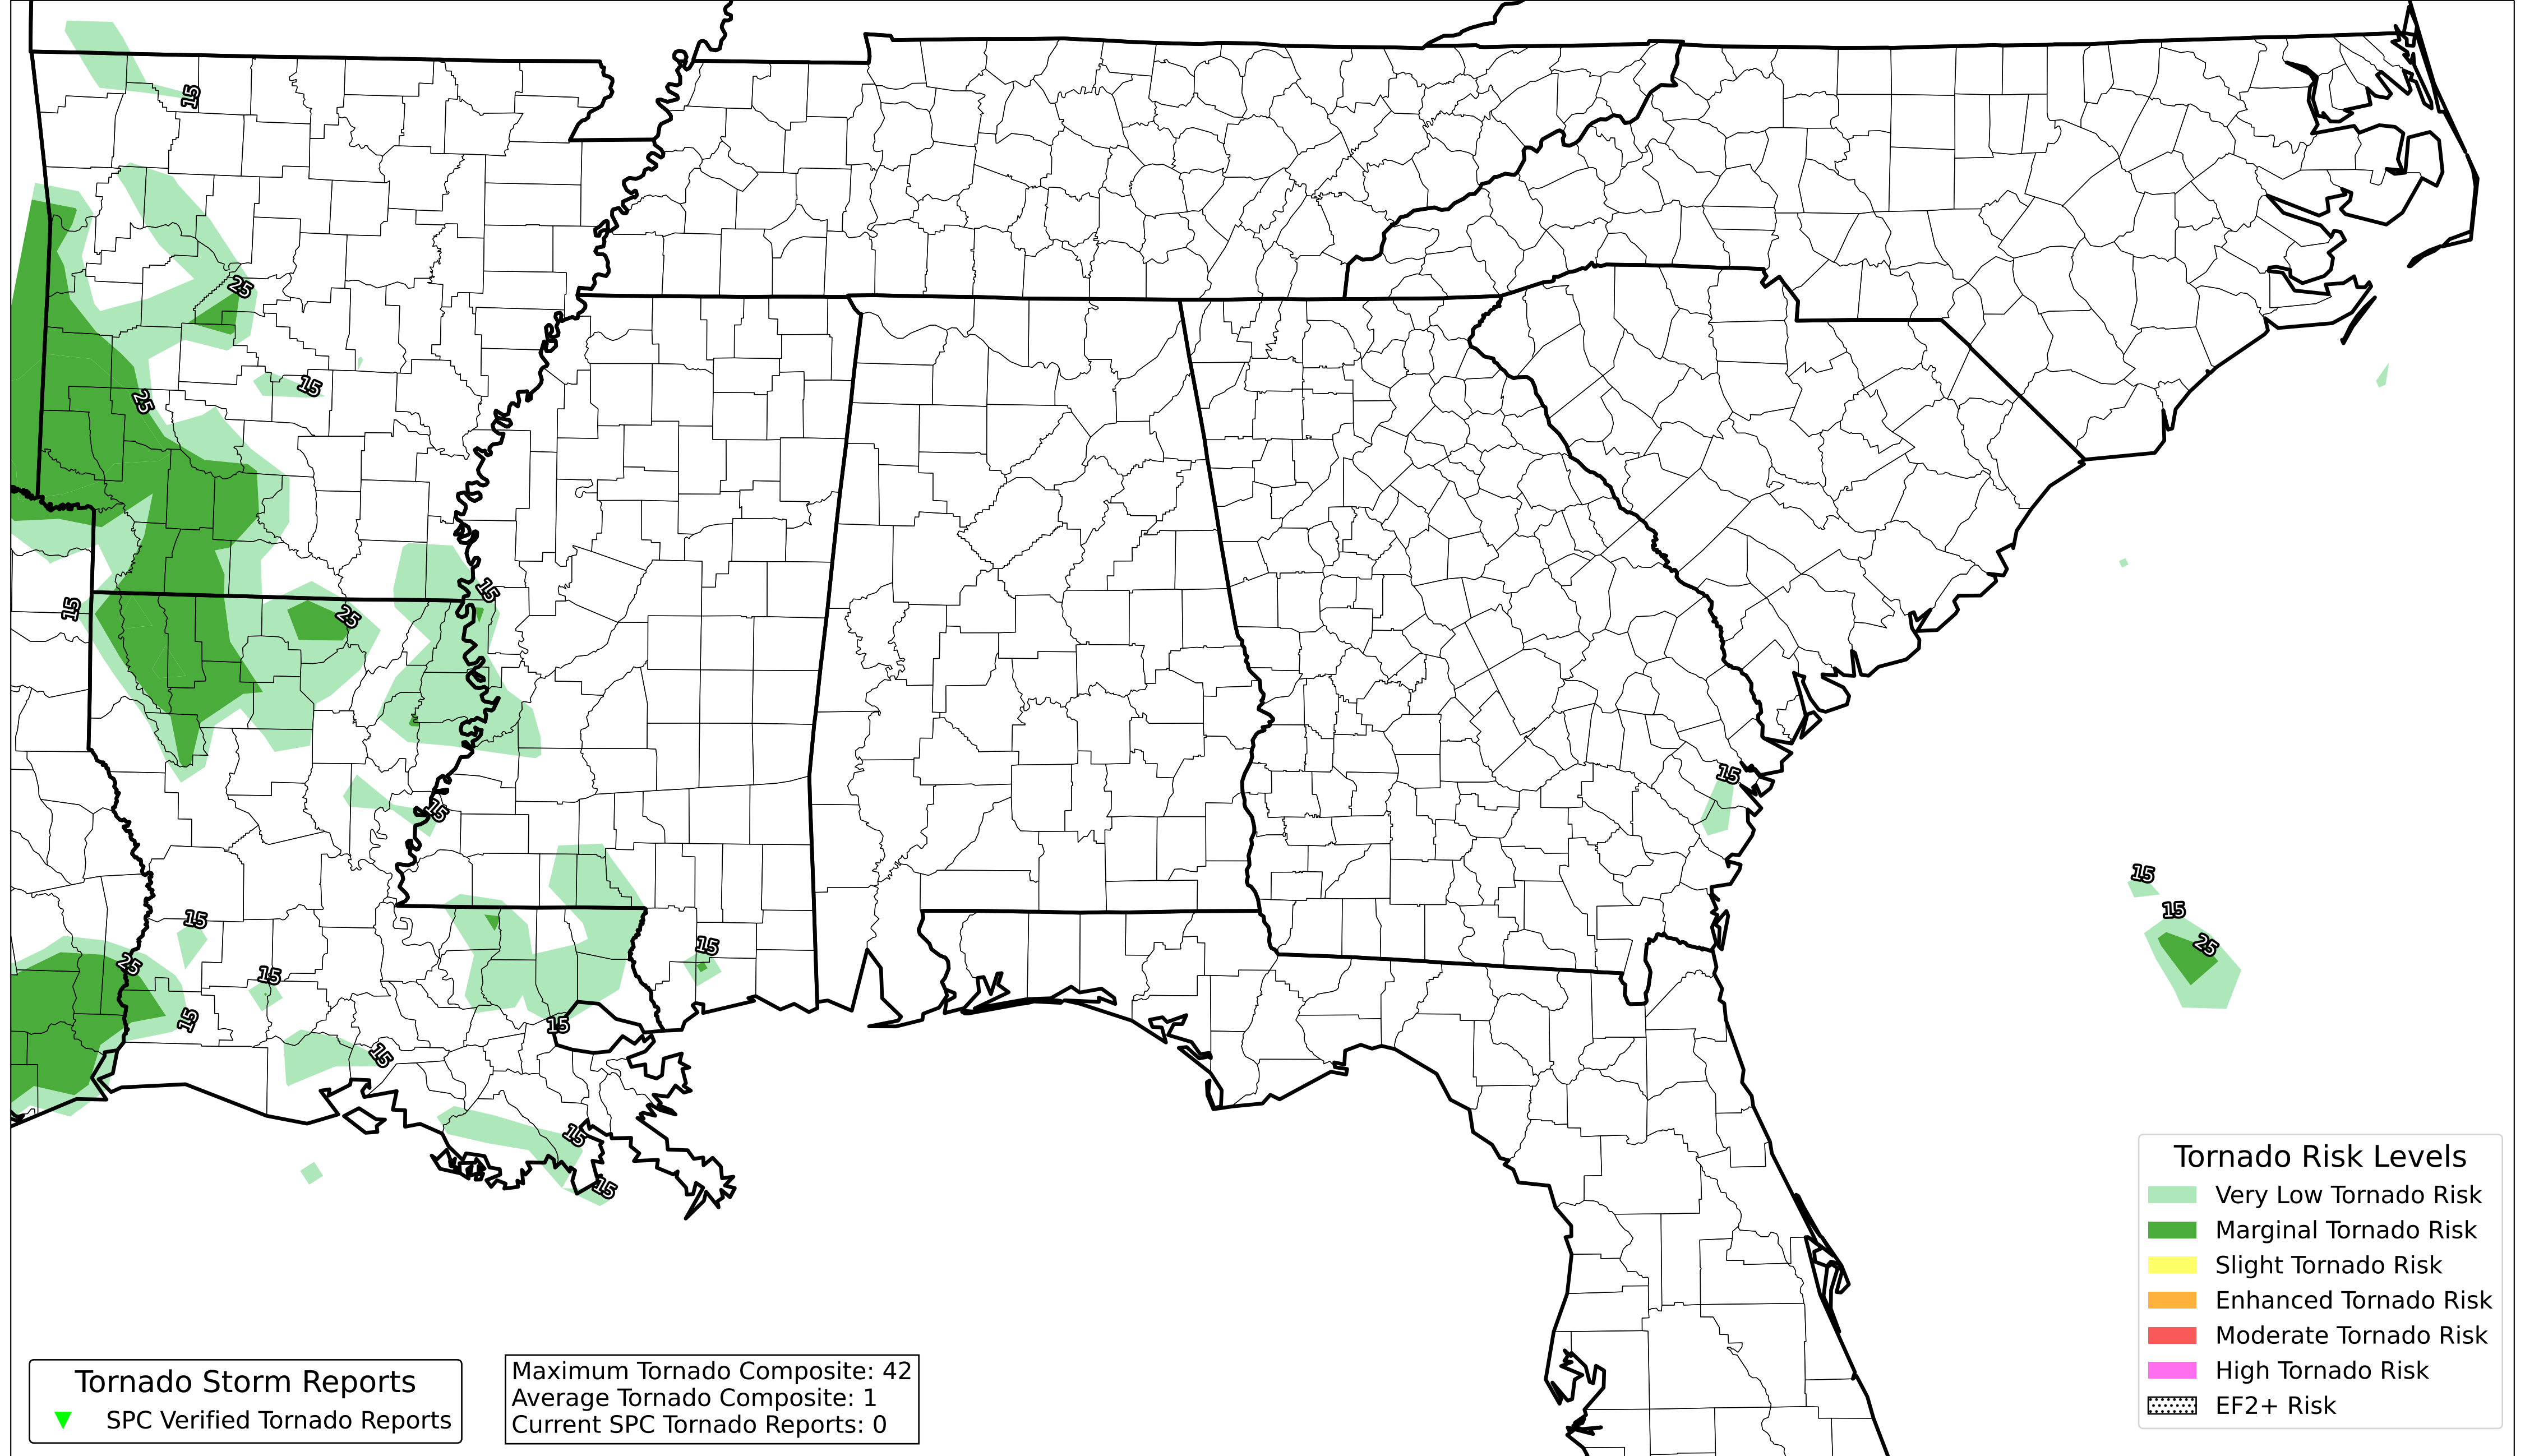 15
25
15
25
15
15
25
15
15
15
15
15
15
25
25
15
15
15
15
15
15
15
Tornado Risk Levels
Very Low Tornado Risk
Marginal Tornado Risk
Slight Tornado Risk
Enhanced Tornado Risk
Moderate Tornado Risk
High Tornado Risk
EF2+ Risk
Tornado Storm Reports
SPC Verified Tornado Reports
Maximum Tornado Composite: 42
Average Tornado Composite: 1
Current SPC Tornado Reports: 0